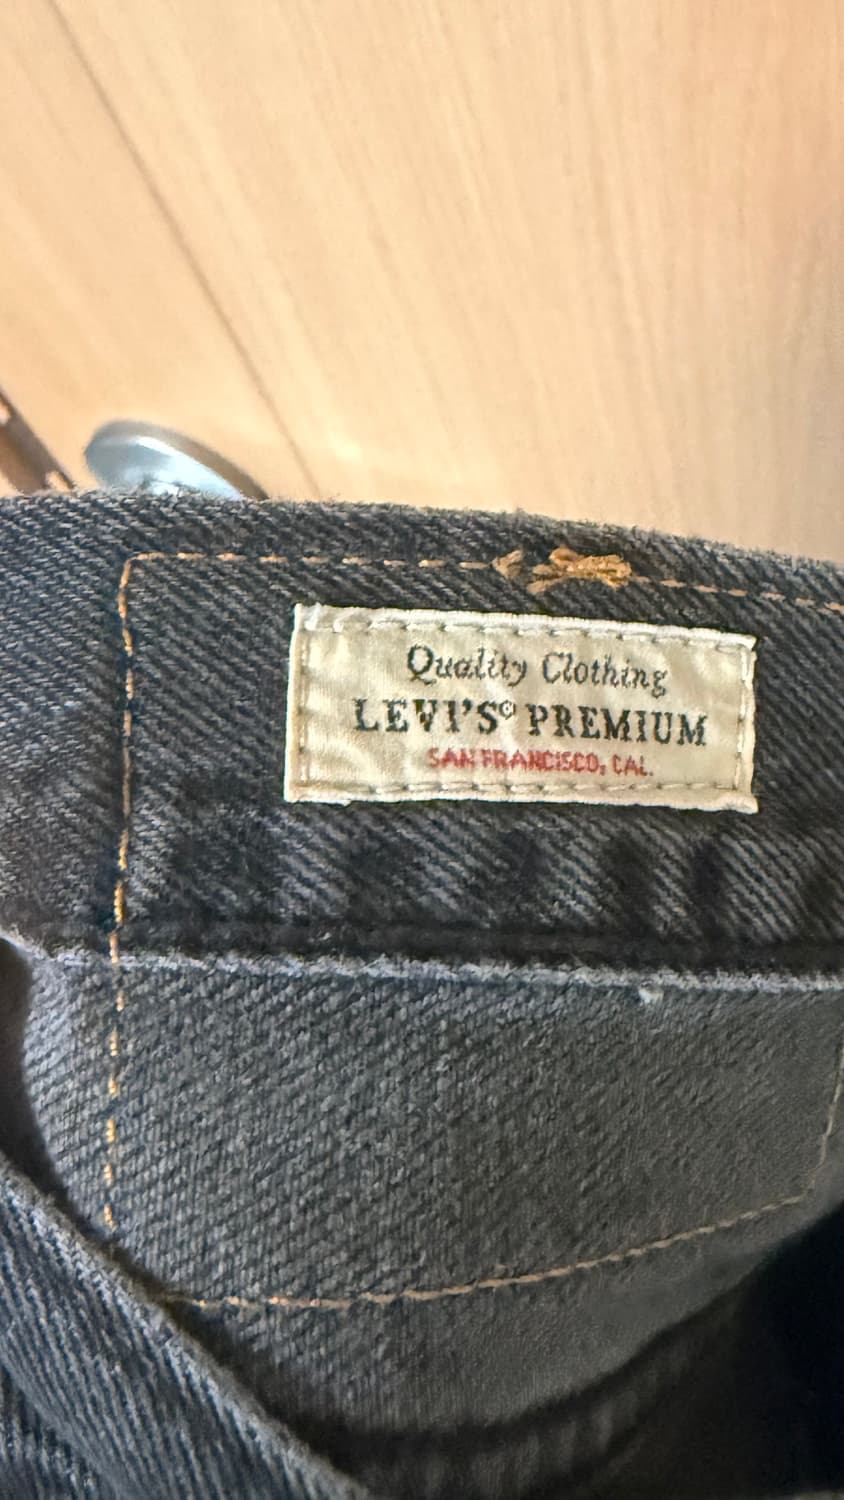 Quality Clothing
LEVI'S® PREMIUM
SAN FRANCISCO, CAL.